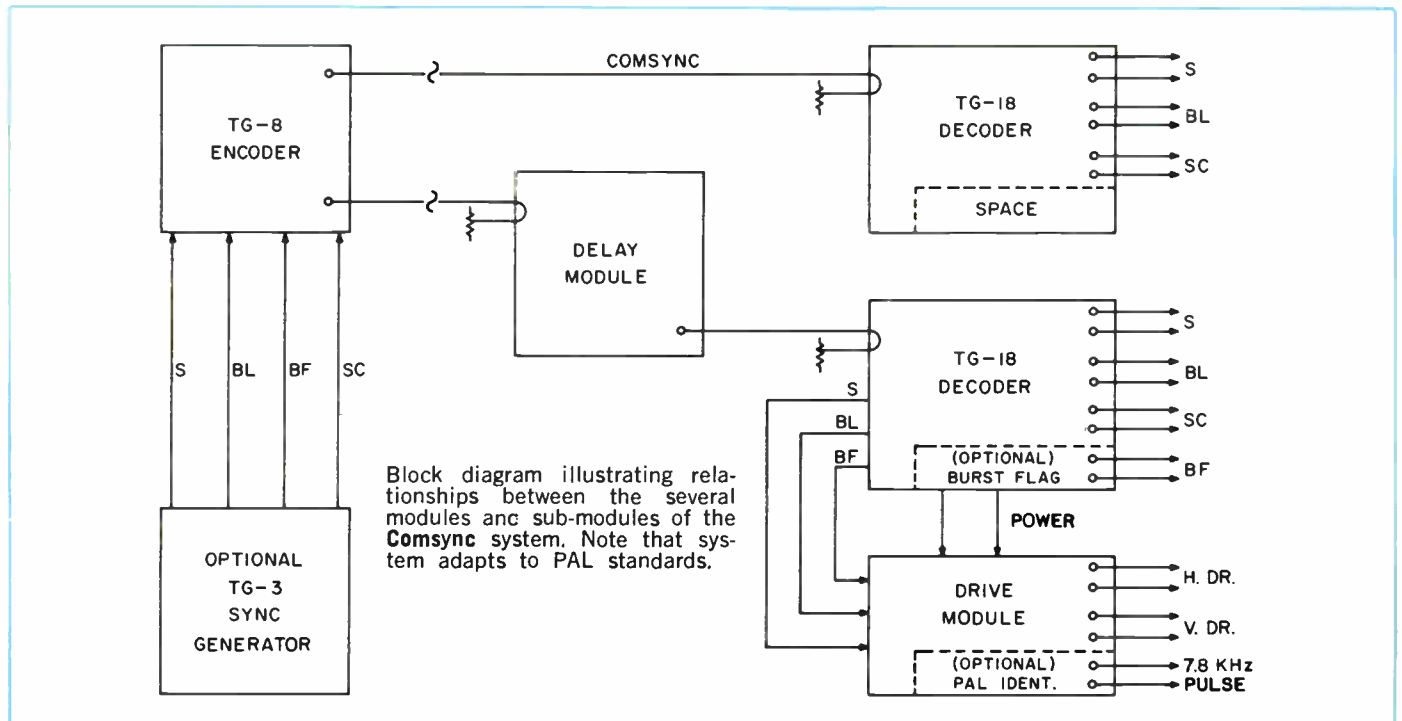 COMSYNC
TG-8
ENCODER
TG-18
DECODER
SPACE
S
BL
SC
DELAY
MODULE
S
BL
BF
SC
OPTIONAL
TG-3
SYNC
GENERATOR
Block diagram illustrating rela-
tionships between the several
modules anc sub-modules of the
Comsync system. Note that sys-
tem adapts to PAL standards.
TG-18
DECODER
(OPTIONAL)
BURST FLAG
S
BL
BF
S
BL
SC
BF
POWER
DRIVE
MODULE
(OPTIONAL)
PAL IDENT.
H. DR.
V. DR.
7.8 KHz
PULSE